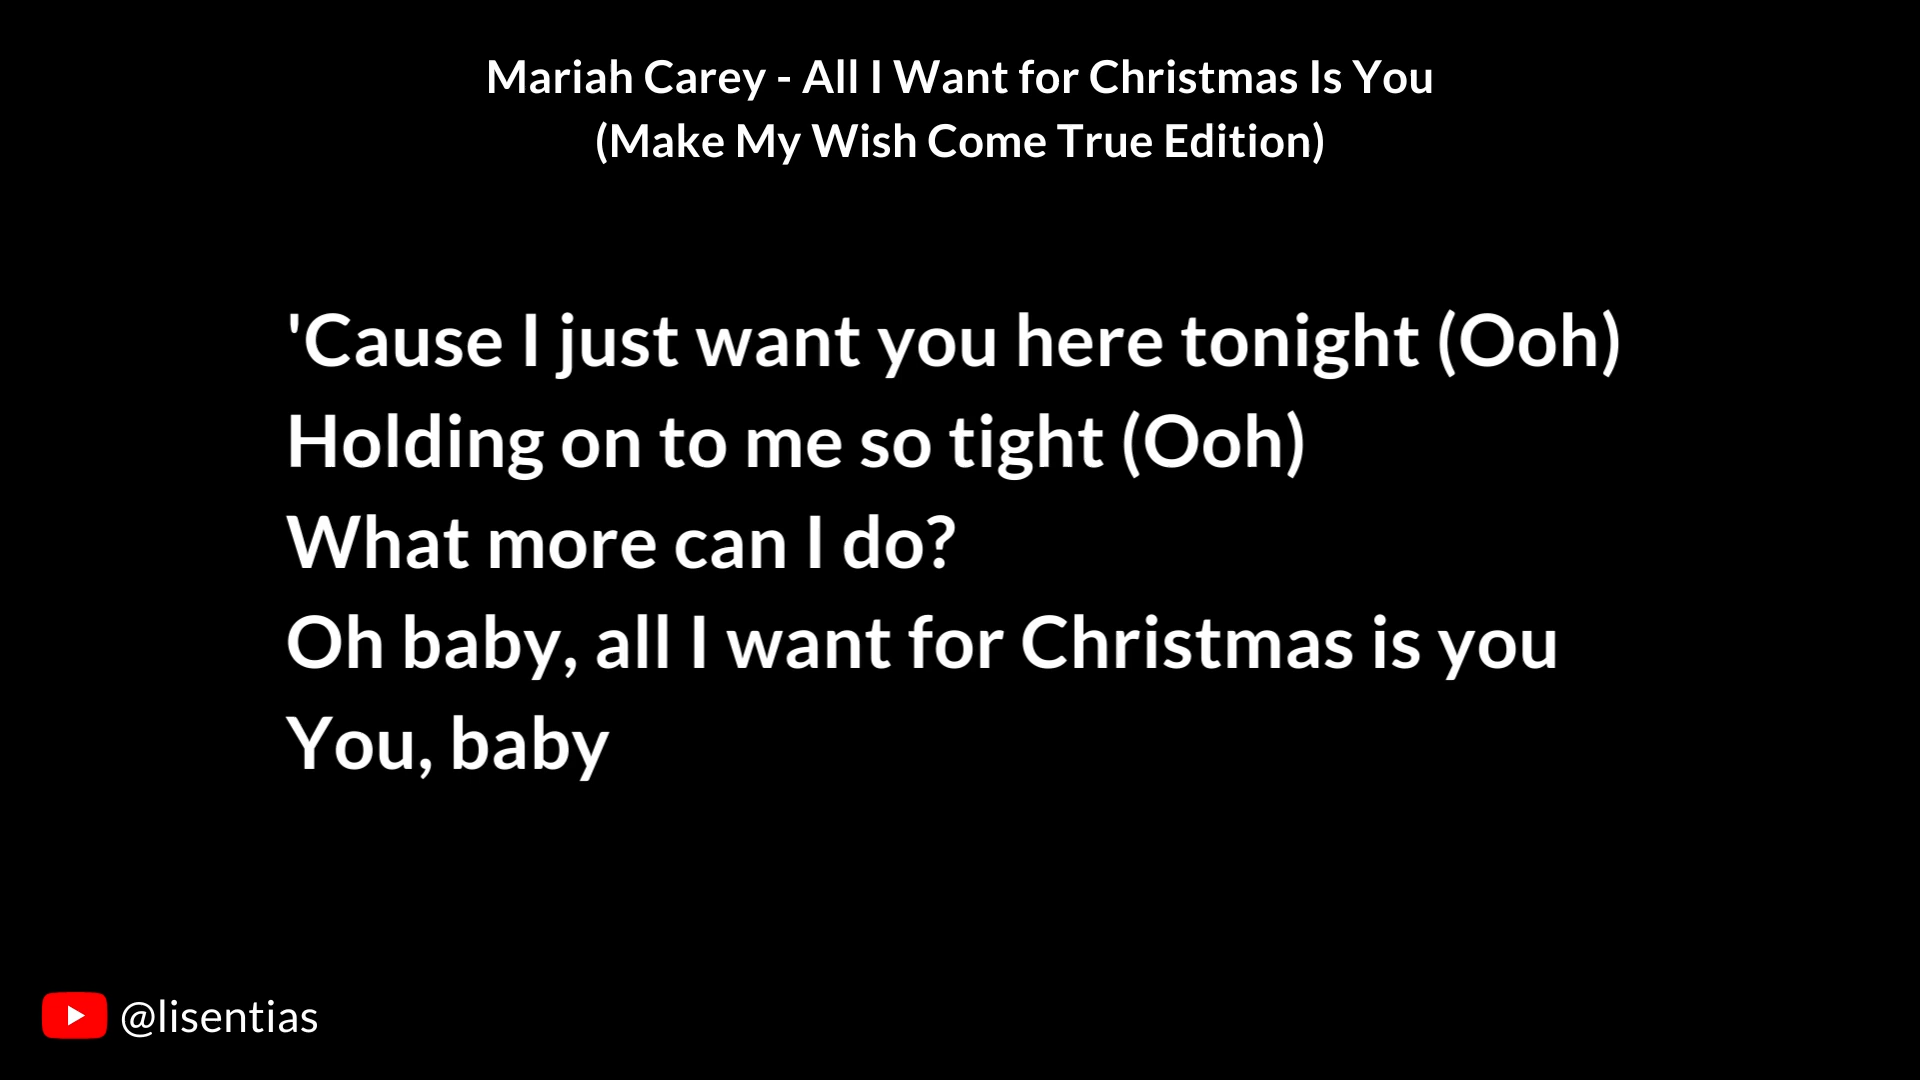 Mariah Carey - All I Want for Christmas Is You
(Make My Wish Come True Edition)
'Cause I just want you here tonight (Ooh)
Holding on to me so tight (Ooh)
What more can I do?
Oh baby, all I want for Christmas is you
You, baby
@lisentias